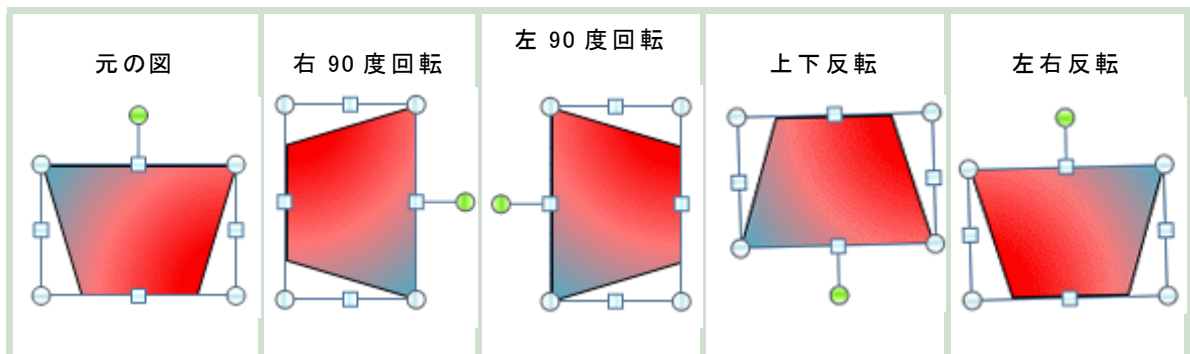 元の図
右 90 度回転
左 90 度回転
上下反転
左右反転